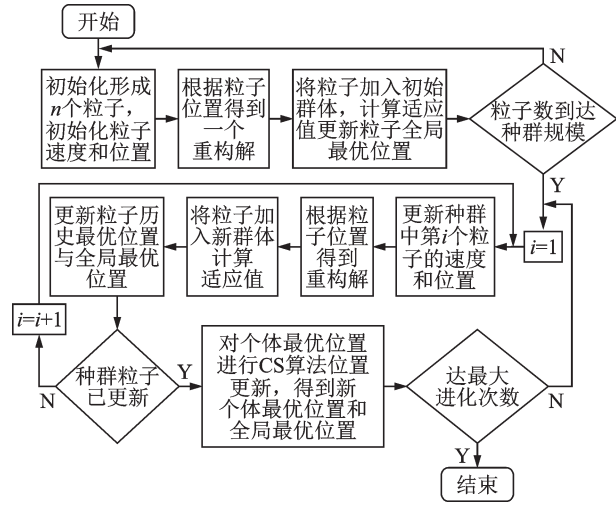 开始
N
初始化形成
n个粒子，
初始化粒子
速度和位置
根据粒子
位置得到
一个
重构解
将粒子加入初始
群体，计算适应
值更新粒子全局
最优位置
粒子数到达
种群规模
Y
更新粒子历
史最优位置
与全局最优
位置
将粒子加
入新群体
计算
适应值
根据粒
子位置
得到
重构解
更新种群
中第i个粒
子的速度
和位置
i=1
i=i+1
种群粒子
已更新
N
Y
对个体最优位置
进行CS算法位置
更新，得到新
个体最优位置和
全局最优位置
达最大
进化次数
N
Y
结束